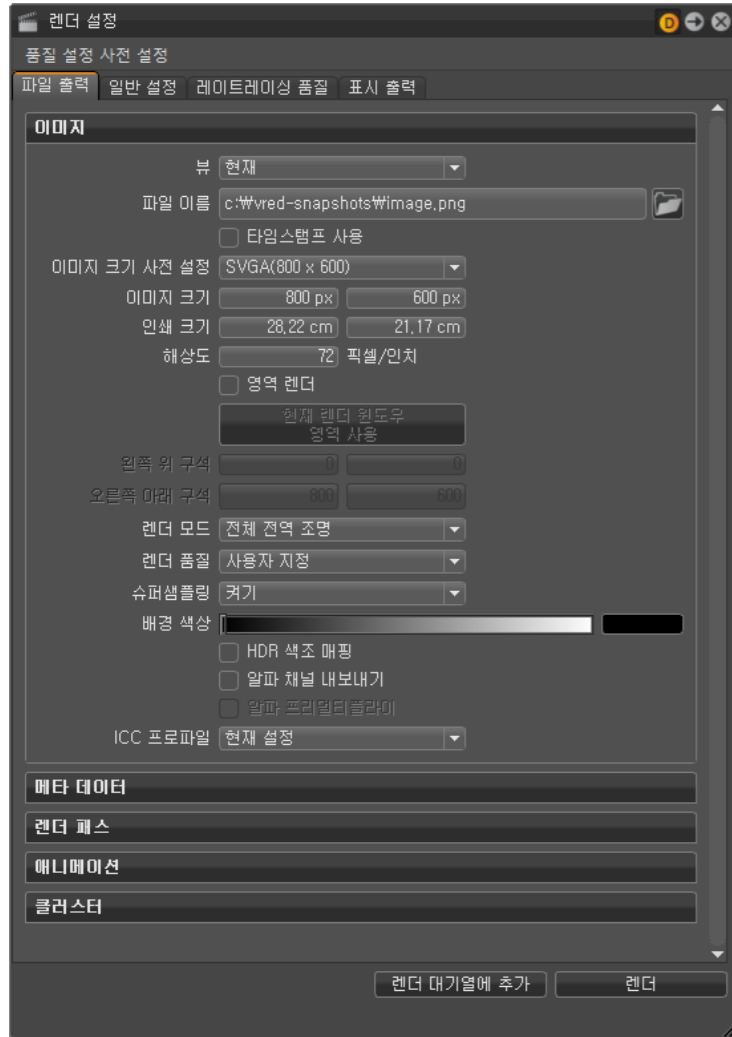 렌더 설정
D
품질 설정 사전 설정
파일 출력 일반 설정 레이트레이싱 품질 표시 출력
이미지
뷰 현재
파일 이름 c:₩vred-snapshots₩image.png
타임스탬프 사용
이미지 크기 사전 설정 SVGA(800 x 600)
이미지 크기 800 px 600 px
인쇄 크기 28,22 cm 21,17 cm
해상도 72 픽셀/인치
영역 렌더
현재 렌더 윈도우
영역 사용
왼쪽 위 구석 0 0
오른쪽 아래 구석 800 600
렌더 모드 전체 전역 조명
렌더 품질 사용자 지정
슈퍼샘플링 켜기
배경 색상
HDR 색조 매핑
알파 채널 내보내기
알파 프리멀티플라이
ICC 프로파일 현재 설정
메타 데이터
렌더 패스
애니메이션
클러스터
렌더 대기열에 추가 렌더